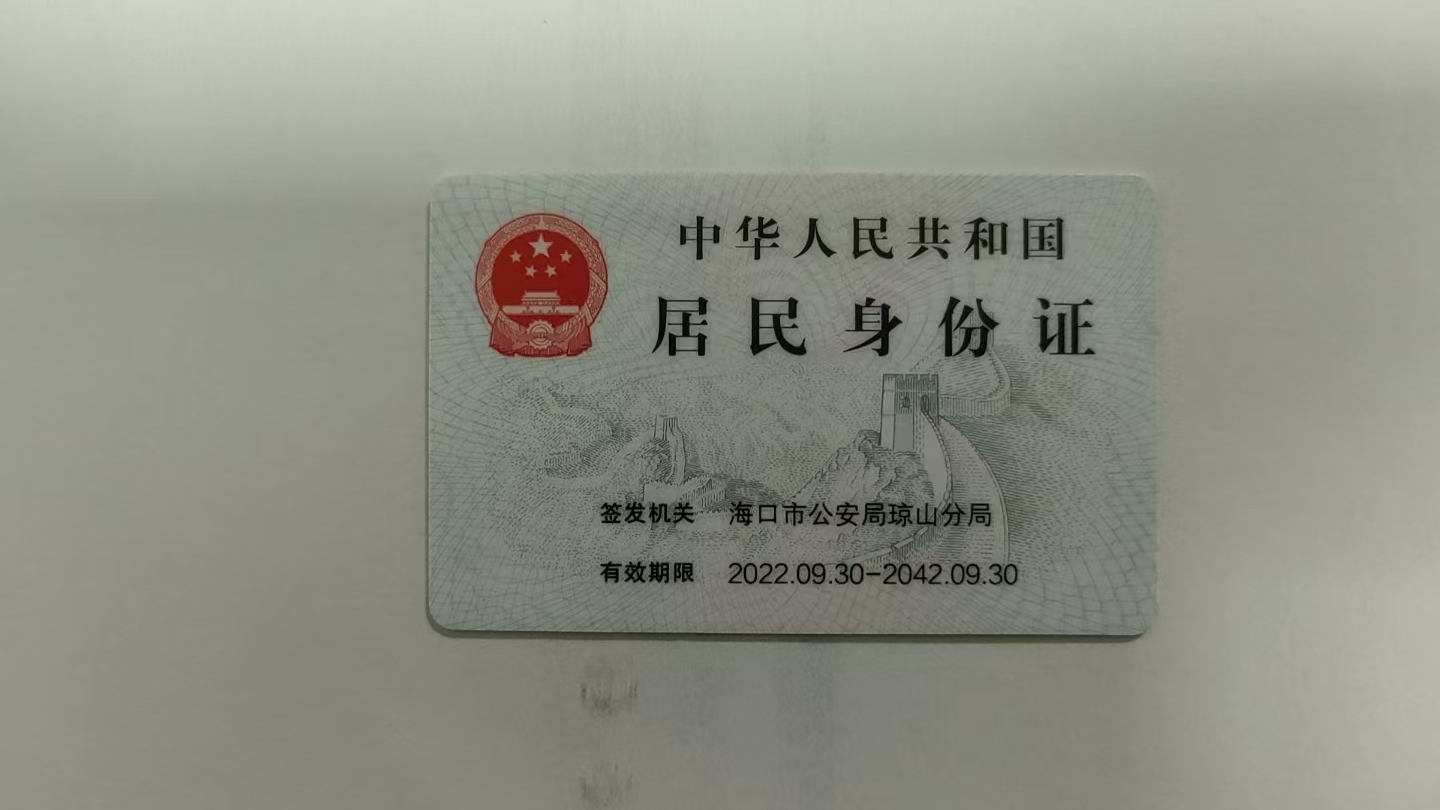 中华人民共和国
居民身份证
签发机关 海口市公安局琼山分局
有效期限 2022.09.30-2042.09.30